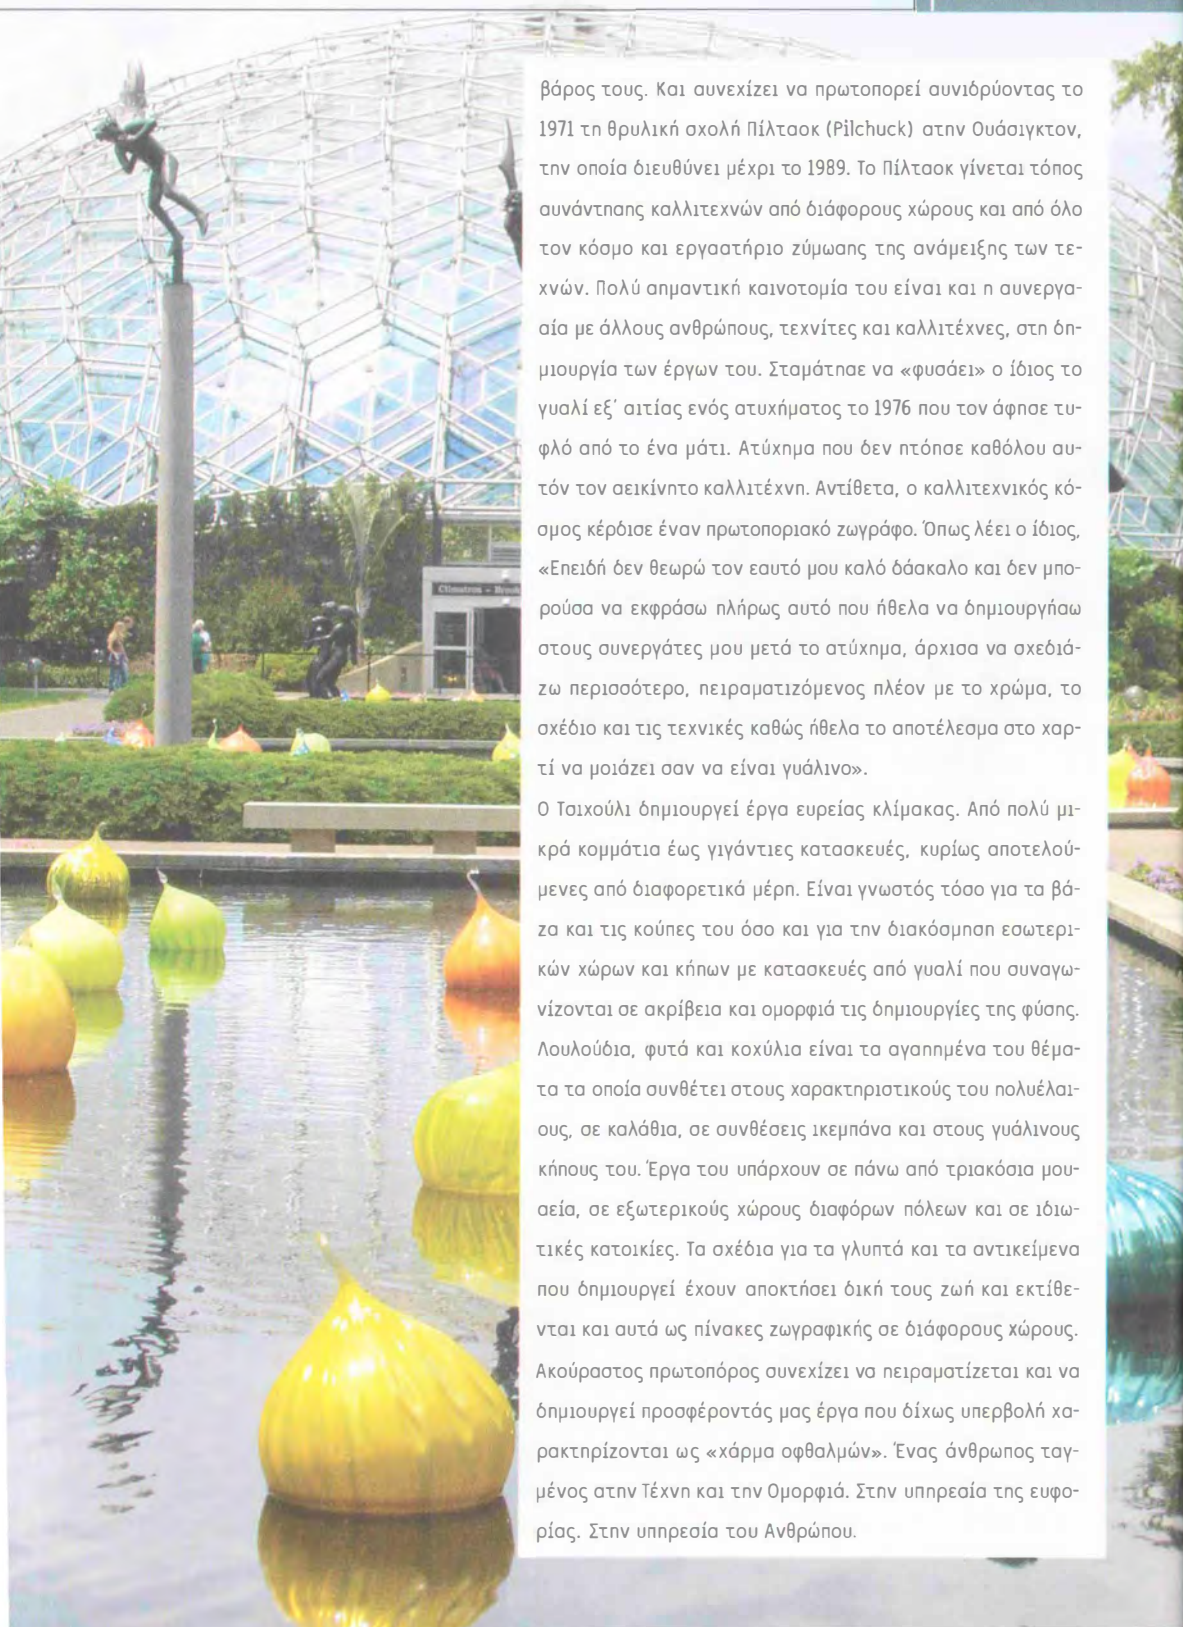 βάρος τους. Και συνεχίζει να πρωτοπορεί συνιδρύοντας το
1971 τη θρυλική σχολή Πίλτσοκ (Pilchuck) στην Ουάσιγκτον,
την οποία διευθύνει μέχρι το 1989. Το Πίλτσοκ γίνεται τόπος
συνάντησης καλλιτεχνών από διάφορους χώρους και από όλο
τον κόσμο και εργαστήριο ζύμωσης της ανάμειξης των τε-
χνών. Πολύ σημαντική καινοτομία του είναι και η συνεργα-
σία με άλλους ανθρώπους, τεχνίτες και καλλιτέχνες, στη δη-
μιουργία των έργων του. Σταμάτησε να «φυσάει» ο ίδιος το
γυαλί εξ' αιτίας ενός ατυχήματος το 1976 που τον άφησε τυ-
φλό από το ένα μάτι. Ατύχημα που δεν πτόησε καθόλου αυ-
τόν τον αεικίνητο καλλιτέχνη. Αντίθετα, ο καλλιτεχνικός κό-
σμος κέρδισε έναν πρωτοποριακό ζωγράφο. Όπως λέει ο ίδιος,
«Επειδή δεν θεωρώ τον εαυτό μου καλό δάσκαλο και δεν μπο-
ρούσα να εκφράσω πλήρως αυτό που ήθελα να δημιουργήσω
στους συνεργάτες μου μετά το ατύχημα, άρχισα να σχεδιά-
ζω περισσότερο, πειραματιζόμενος πλέον με το χρώμα, το
σχέδιο και τις τεχνικές καθώς ήθελα το αποτέλεσμα στο χαρ-
τί να μοιάζει σαν να είναι γυάλινο».
Ο Τσιχούλι δημιουργεί έργα ευρείας κλίμακας. Από πολύ μι-
κρά κομμάτια έως γιγάντιες κατασκευές, κυρίως αποτελού-
μενες από διαφορετικά μέρη. Είναι γνωστός τόσο για τα βά-
ζα και τις κούπες του όσο και για την διακόσμηση εσωτερι-
κών χώρων και κήπων με κατασκευές από γυαλί που συναγω-
νίζονται σε ακρίβεια και ομορφιά τις δημιουργίες της φύσης.
Λουλούδια, φυτά και κοχύλια είναι τα αγαπημένα του θέμα-
τα τα οποία συνθέτει στους χαρακτηριστικούς του πολυέλαι-
ους, σε καλάθια, σε συνθέσεις ικεμπάνα και στους γυάλινους
κήπους του. Έργα του υπάρχουν σε πάνω από τριακόσια μου-
σεία, σε εξωτερικούς χώρους διαφόρων πόλεων και σε ιδιω-
τικές κατοικίες. Τα σχέδια για τα γλυπτά και τα αντικείμενα
που δημιουργεί έχουν αποκτήσει δική τους ζωή και εκτίθε-
νται και αυτά ως πίνακες ζωγραφικής σε διάφορους χώρους.
Ακούραστος πρωτοπόρος συνεχίζει να πειραματίζεται και να
δημιουργεί προσφέροντάς μας έργα που δίχως υπερβολή χα-
ρακτηρίζονται ως «χάρμα οφθαλμών». Ένας άνθρωπος ταγ-
μένος στην Τέχνη και την Ομορφιά. Στην υπηρεσία της ευφο-
ρίας. Στην υπηρεσία του Ανθρώπου.
Climatron